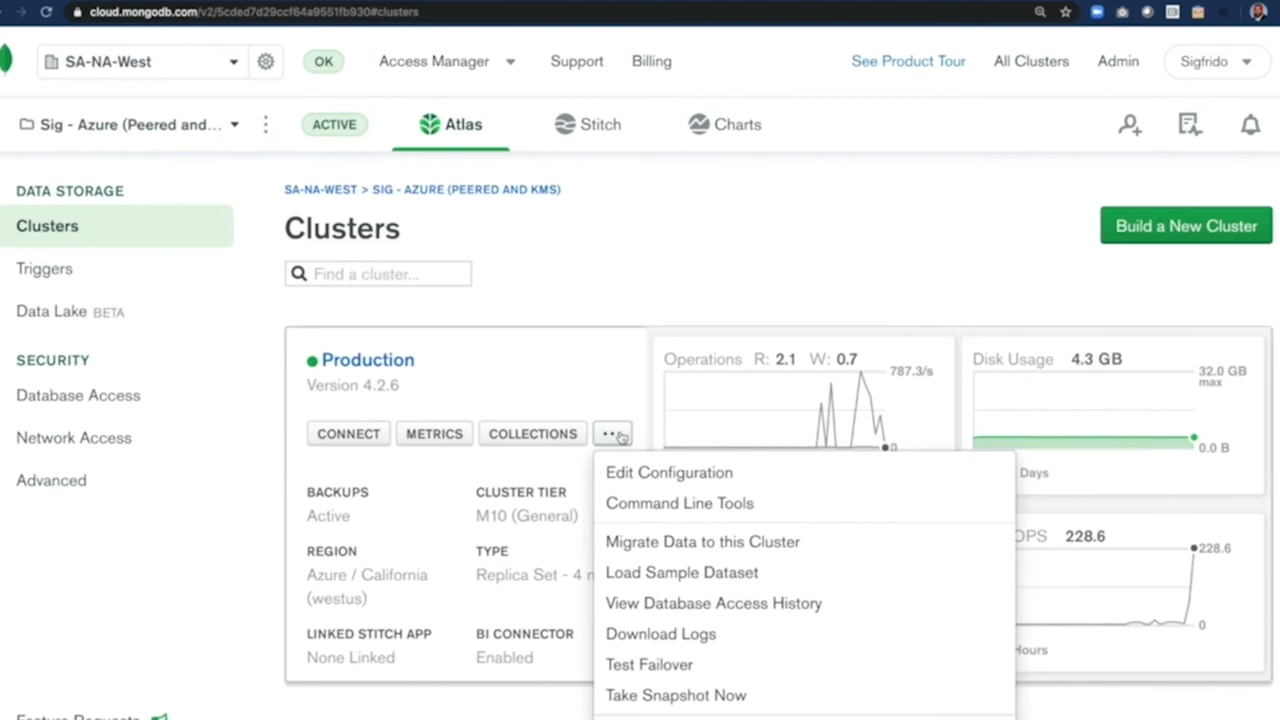 cloud.mongodb.com/v2/5cded7d29ccf64a9551fb930#clusters
SA-NA-West
OK
Access Manager
Support
Billing
See Product Tour
All Clusters
Admin
Sigfrido
Sig - Azure (Peered and...
ACTIVE
Atlas
Stitch
Charts
DATA STORAGE
Clusters
Triggers
Data Lake BETA
SECURITY
Database Access
Network Access
Advanced
Feature Requests
SA-NA-WEST > SIG - AZURE (PEERED AND KMS)
Clusters
Build a New Cluster
Find a cluster...
Production
Version 4.2.6
CONNECT
METRICS
COLLECTIONS
BACKUPS
Active
CLUSTER TIER
M10 (General)
REGION
Azure / California
(westus)
TYPE
Replica Set - 4 n
LINKED STITCH APP
None Linked
BI CONNECTOR
Enabled
Operations R: 2.1 W: 0.7
787.3/s
0
Disk Usage 4.3 GB
32.0 GB
max
0.0 B
Days
OPS 228.6
228.6
0
Hours
Edit Configuration
Command Line Tools
Migrate Data to this Cluster
Load Sample Dataset
View Database Access History
Download Logs
Test Failover
Take Snapshot Now